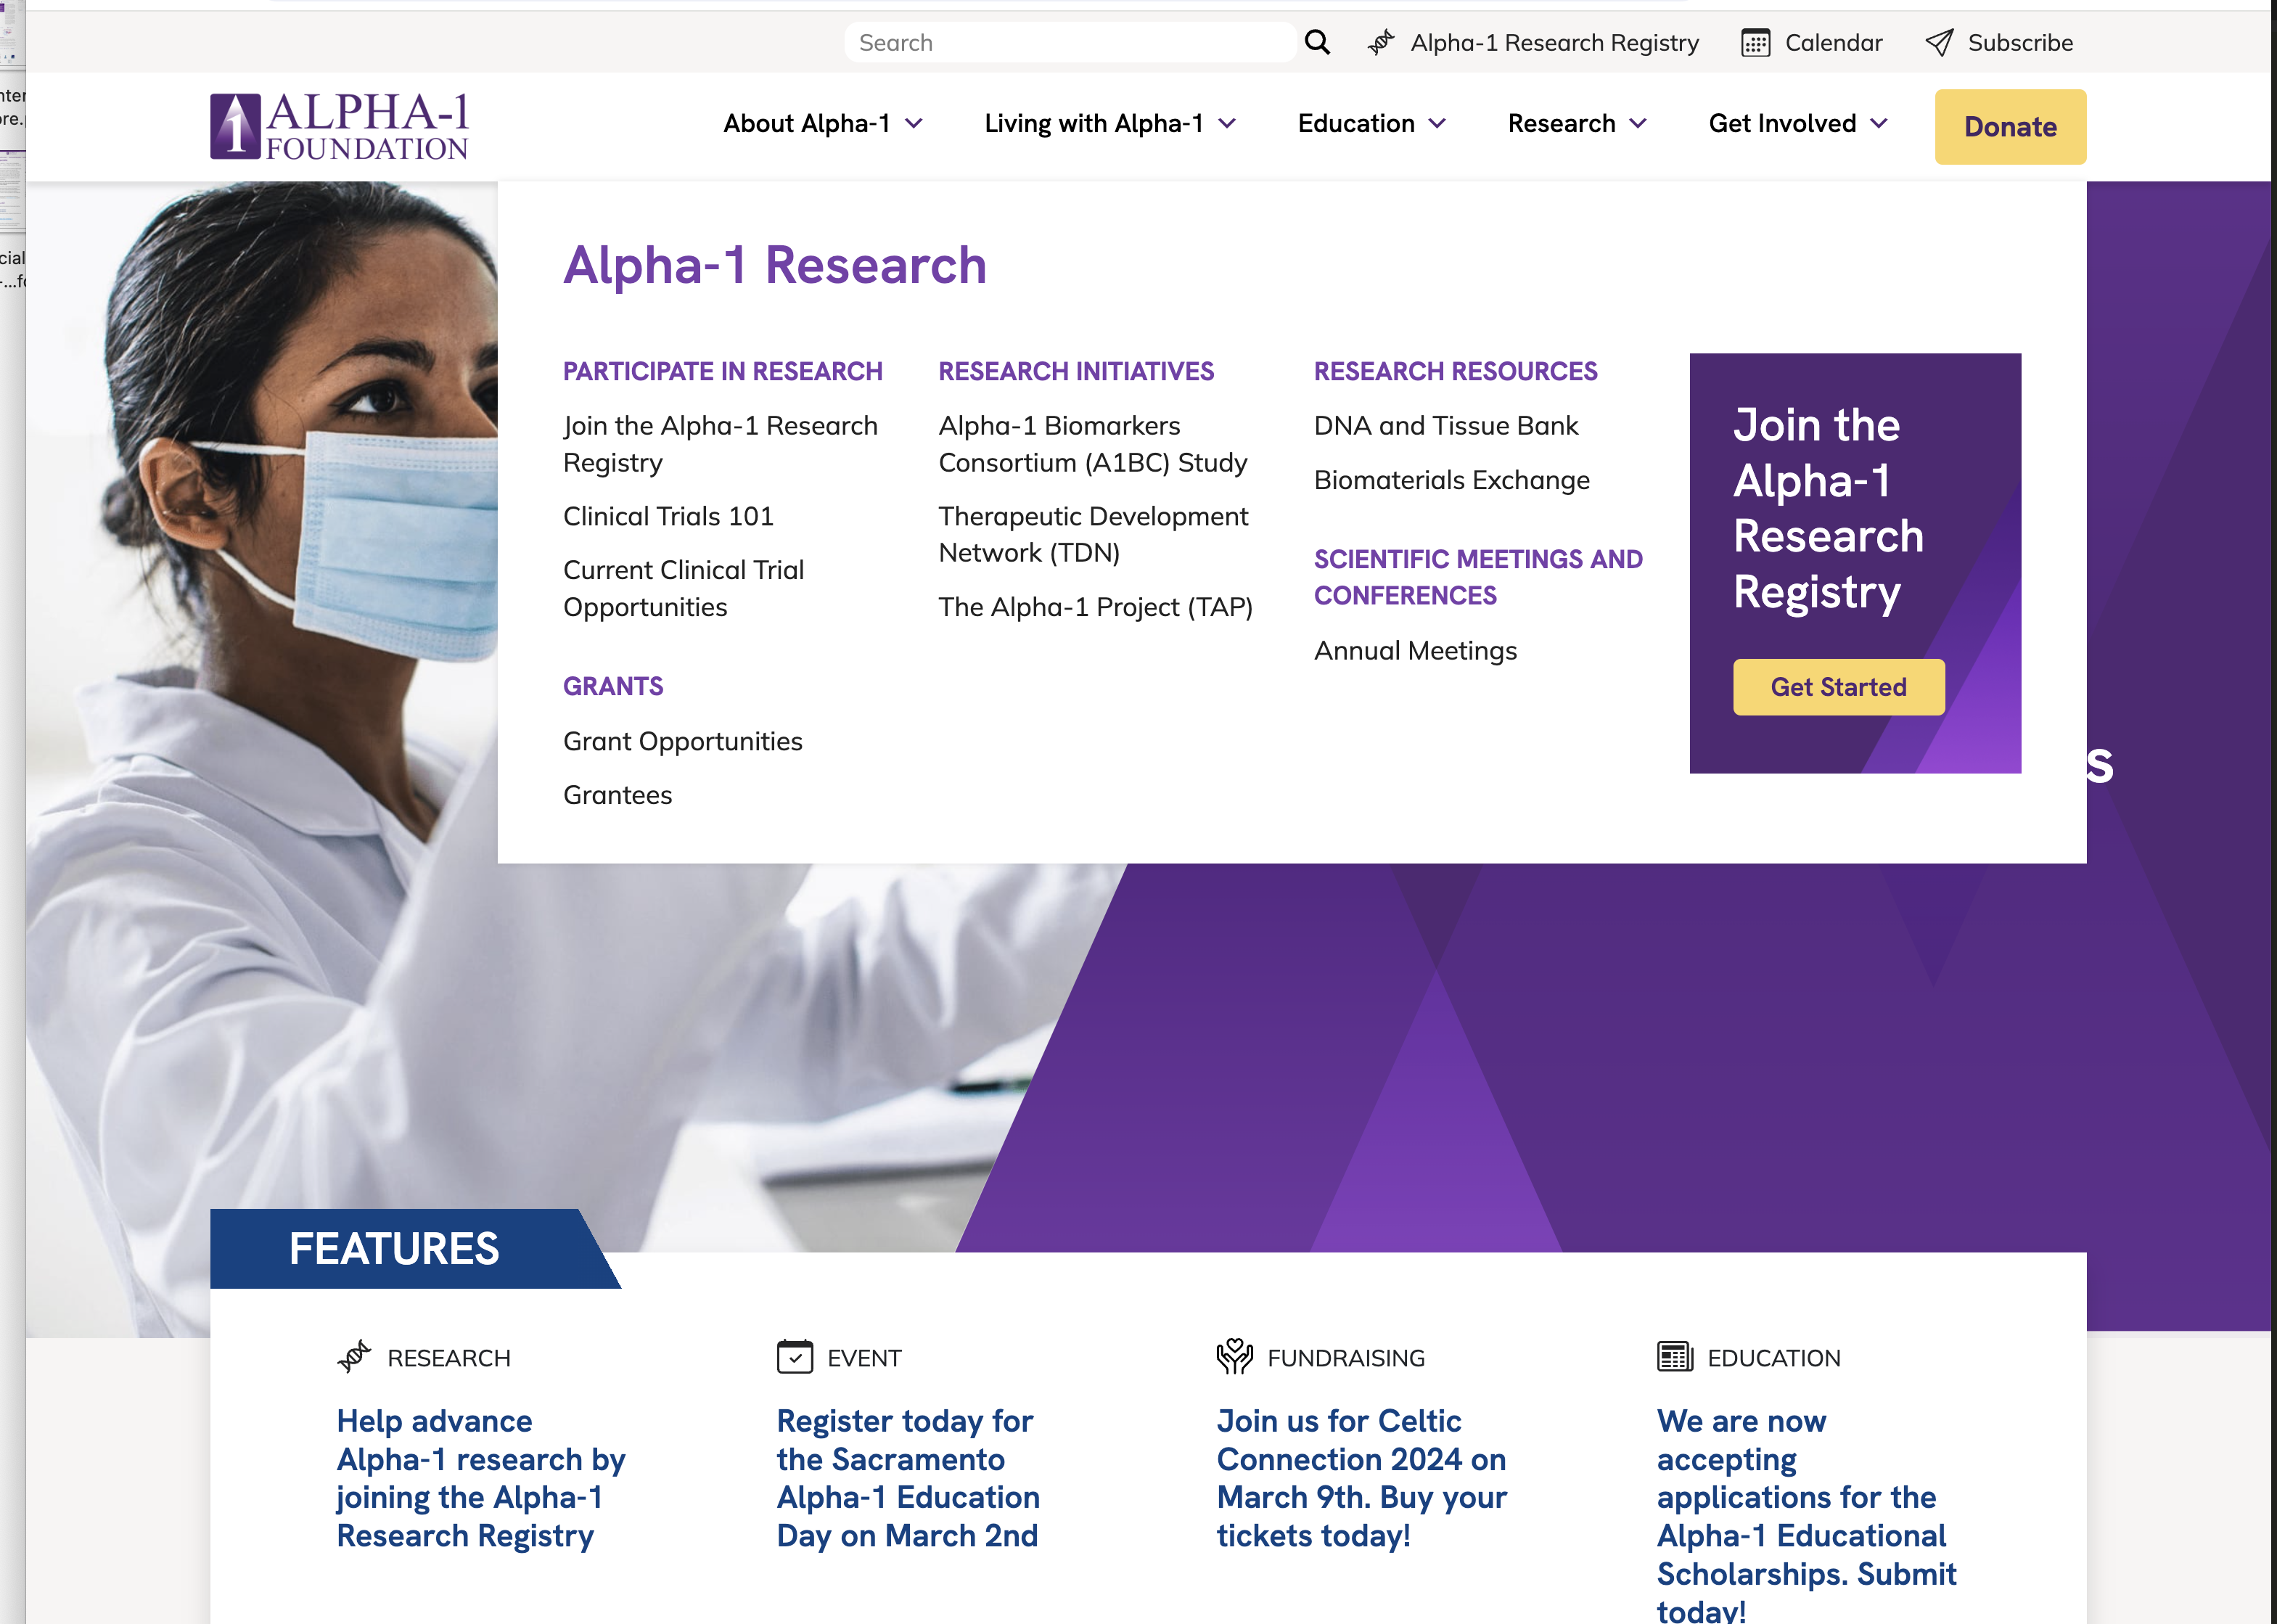 Search
Alpha-1 Research Registry
Calendar
Subscribe
ALPHA-1
FOUNDATION
About Alpha-1
Living with Alpha-1
Education
Research
Get Involved
Donate
Alpha-1 Research
PARTICIPATE IN RESEARCH
Join the Alpha-1 Research
Registry
Clinical Trials 101
Current Clinical Trial
Opportunities
GRANTS
Grant Opportunities
Grantees
RESEARCH INITIATIVES
Alpha-1 Biomarkers
Consortium (A1BC) Study
Therapeutic Development
Network (TDN)
The Alpha-1 Project (TAP)
RESEARCH RESOURCES
DNA and Tissue Bank
Biomaterials Exchange
SCIENTIFIC MEETINGS AND
CONFERENCES
Annual Meetings
Join the
Alpha-1
Research
Registry
Get Started
s
FEATURES
RESEARCH
Help advance
Alpha-1 research by
joining the Alpha-1
Research Registry
EVENT
Register today for
the Sacramento
Alpha-1 Education
Day on March 2nd
FUNDRAISING
Join us for Celtic
Connection 2024 on
March 9th. Buy your
tickets today!
EDUCATION
We are now
accepting
applications for the
Alpha-1 Educational
Scholarships. Submit
today!